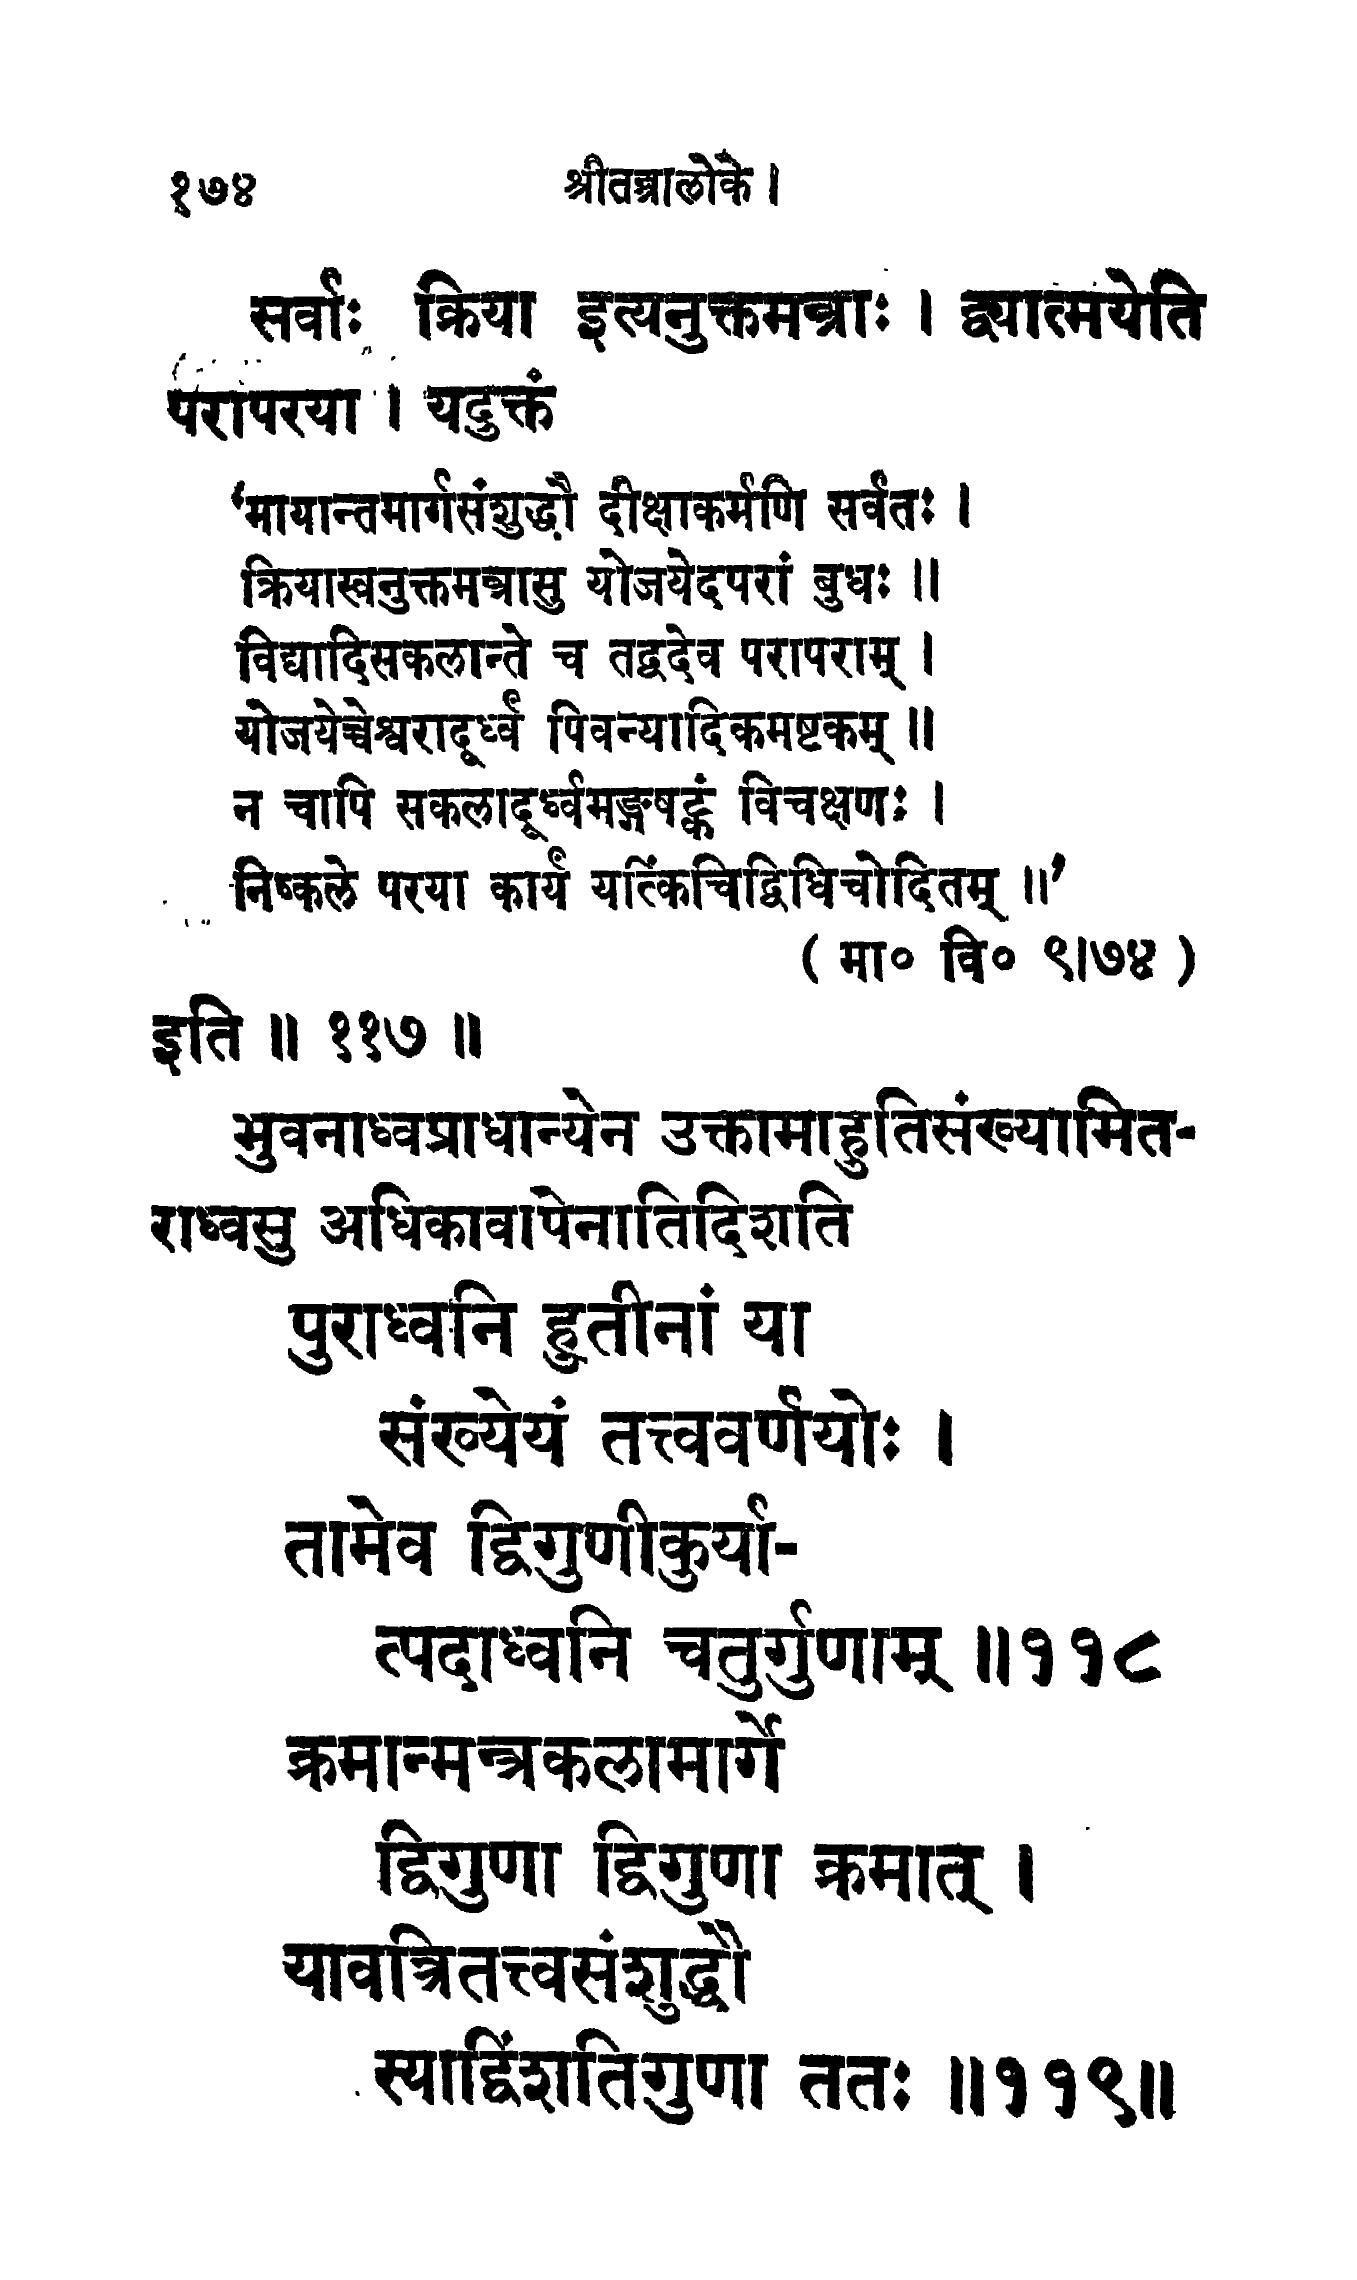 १७४ श्रीतन्त्रालोके ।
सर्वाः क्रिया इत्यनुक्तमन्त्राः । द्व्यात्मयेति
परापरया । यदुक्तं
‘मायान्तमार्गसंशुद्धौ दीक्षाकर्मणि सर्वतः ।
क्रियास्वनुक्तमन्त्रासु योजयेदपरां बुधः ॥
विद्यादिसकलान्ते च तद्वदेव परापराम् ।
योजयेच्चेश्वरादूर्ध्वं पिवन्यादिकमष्टकम् ॥
न चापि सकलादूर्ध्वमङ्गषट्कं विचक्षणः ।
निष्कले परया कार्यं यत्किंचिद्विधिचोदितम् ॥’
( मा० वि० ९।७४ )
इति ॥ ११७ ॥
भुवनाध्वप्राधान्येन उक्तामाहुतिसंख्यामित-
राध्वसु अधिकावापेनातिदिशति
पुराध्वनि हुतीनां या
संख्येयं तत्त्ववर्णयोः ।
तामेव द्विगुणीकुर्या-
त्पदाध्वनि चतुर्गुणाम् ॥११८
क्रमान्मन्त्रकलामार्गे
द्विगुणा द्विगुणा क्रमात् ।
यावत्त्रितत्त्वसंशुद्धौ
स्याद्विंशतिगुणा ततः ॥११९॥